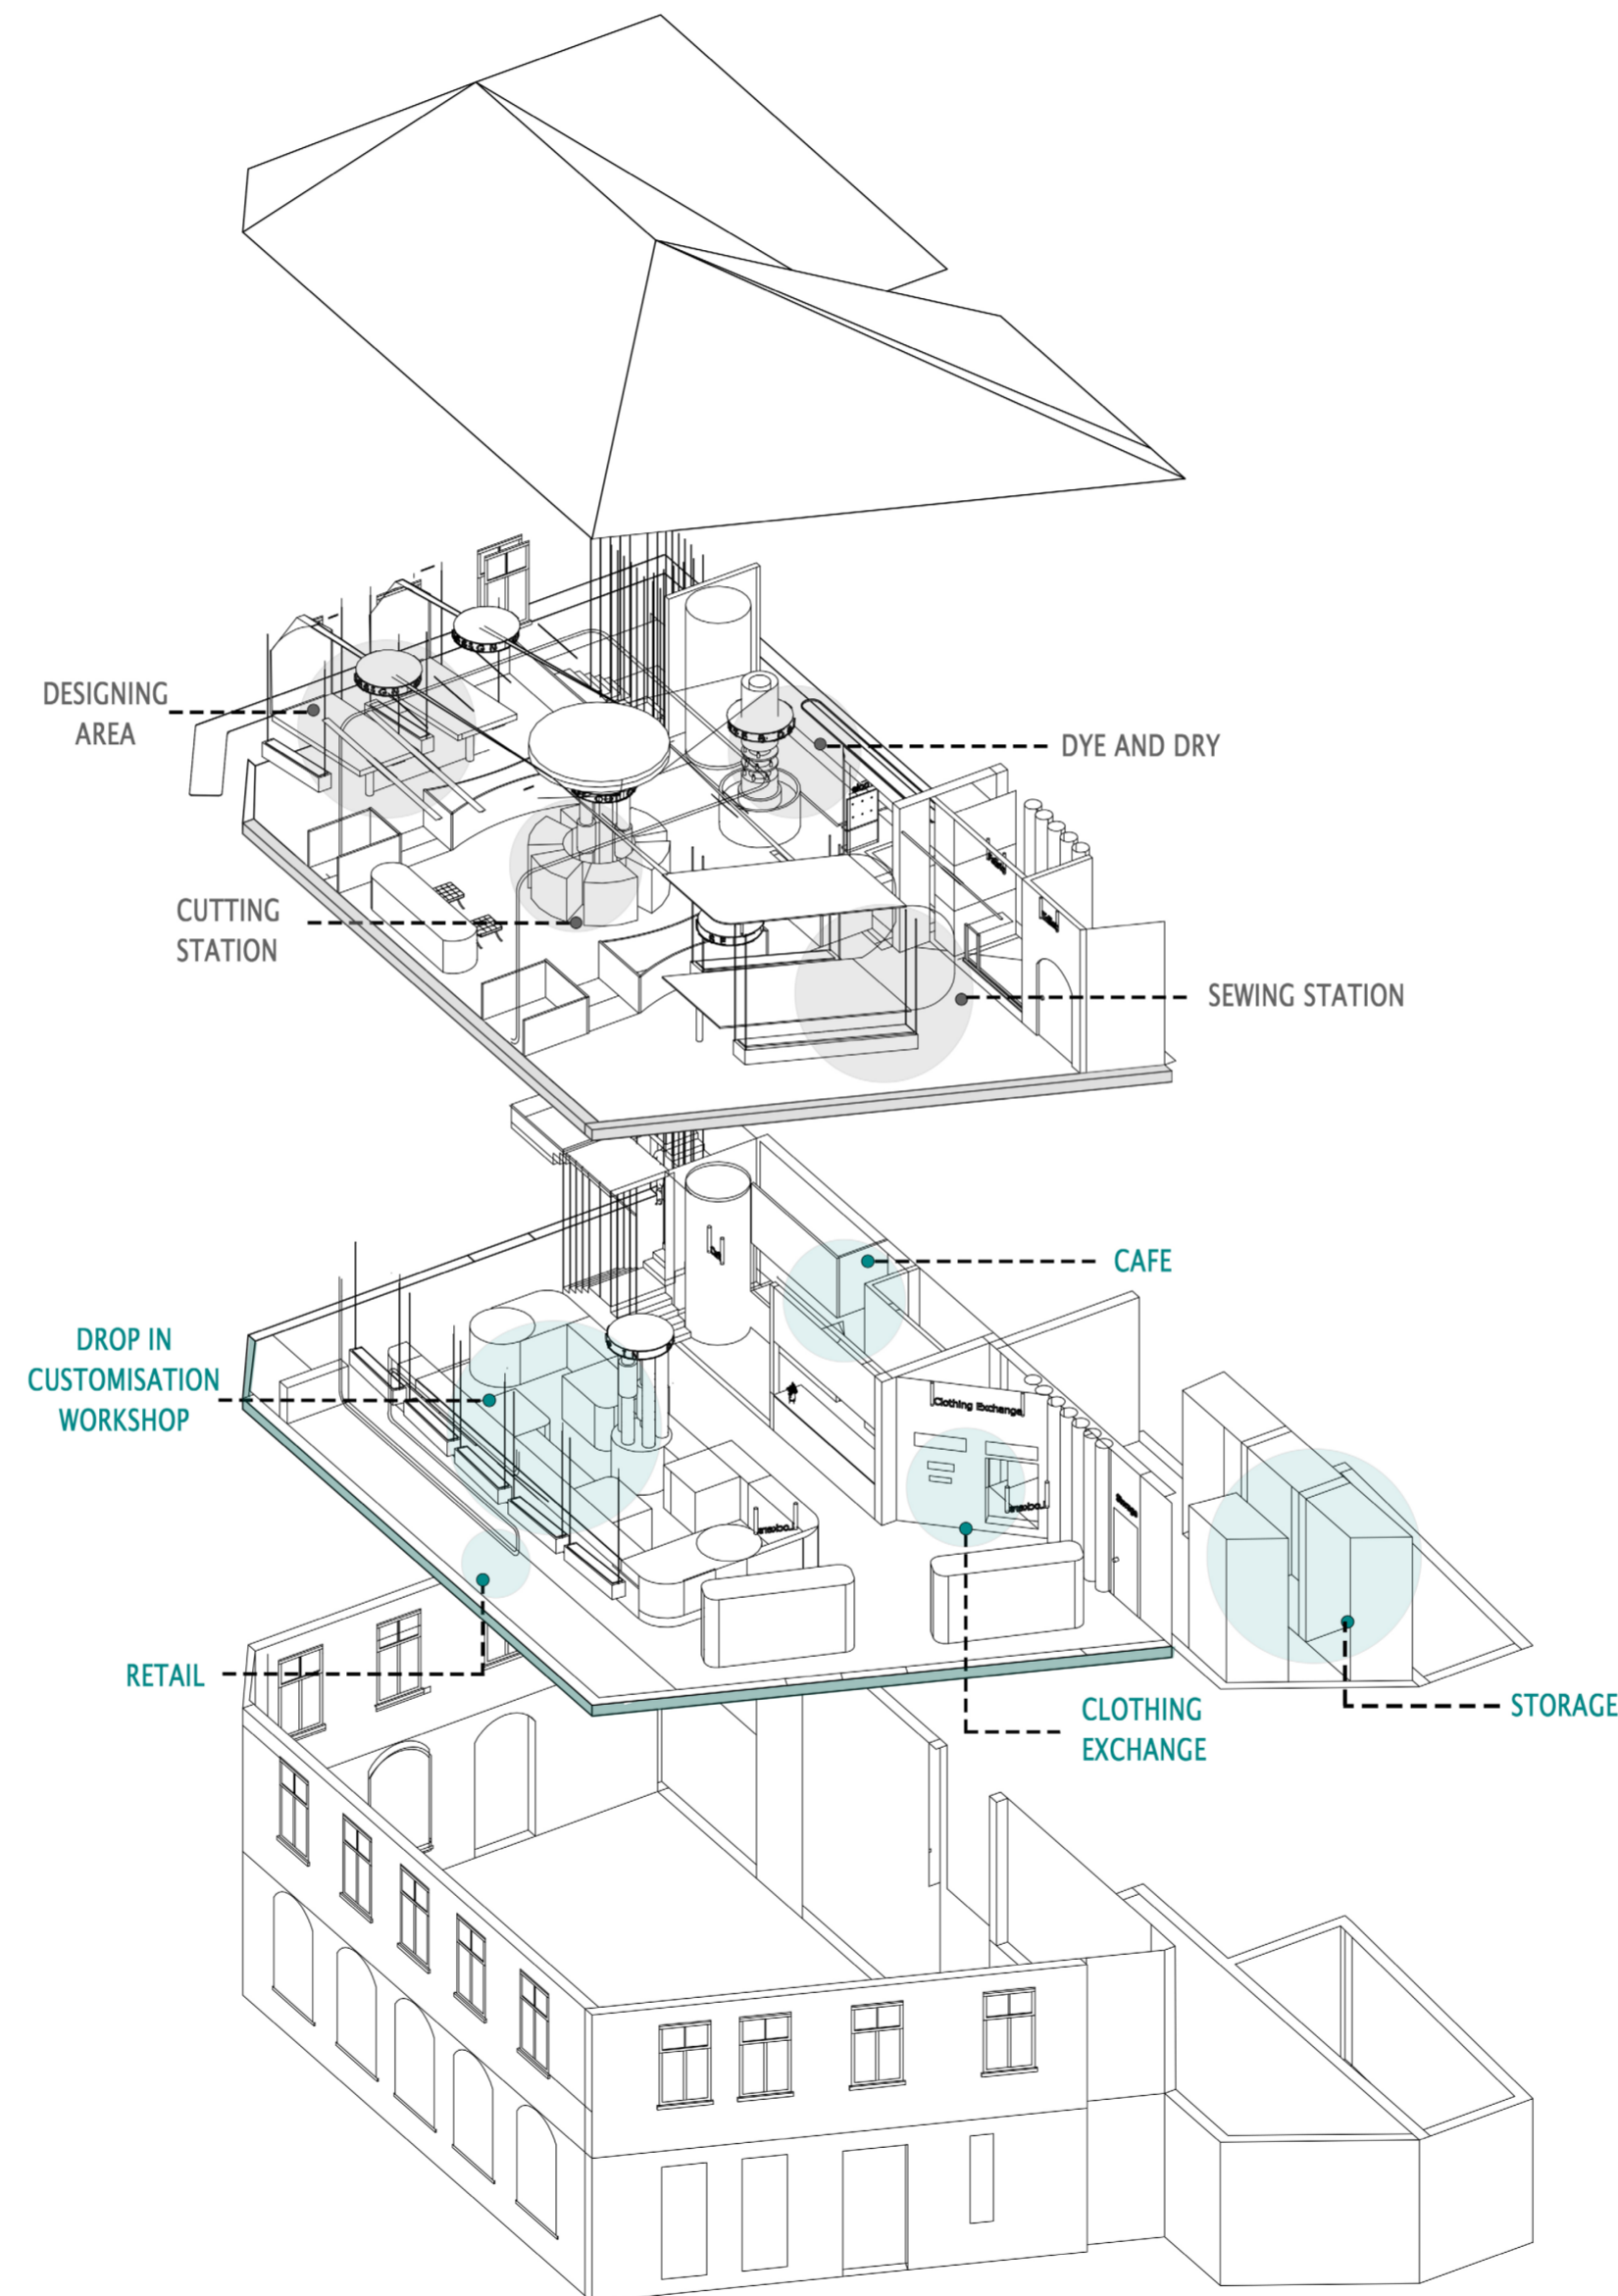 DESIGNING
AREA
DYE AND DRY
CUTTING
STATION
SEWING STATION
CAFE
DROP IN
CUSTOMISATION
WORKSHOP
Clothing Exchange
Storage
RETAIL
CLOTHING
EXCHANGE
STORAGE